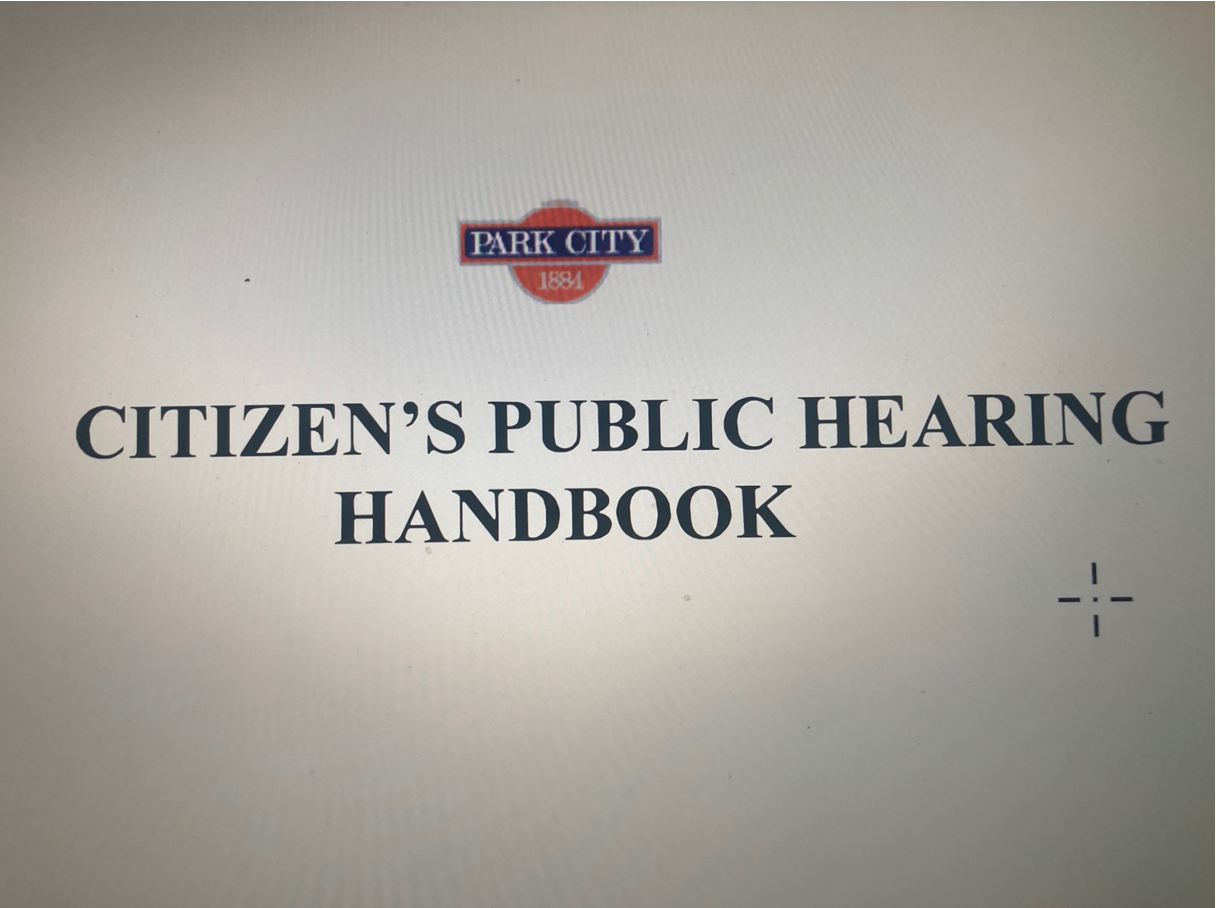 PARK CITY
1884
CITIZEN’S PUBLIC HEARING
HANDBOOK